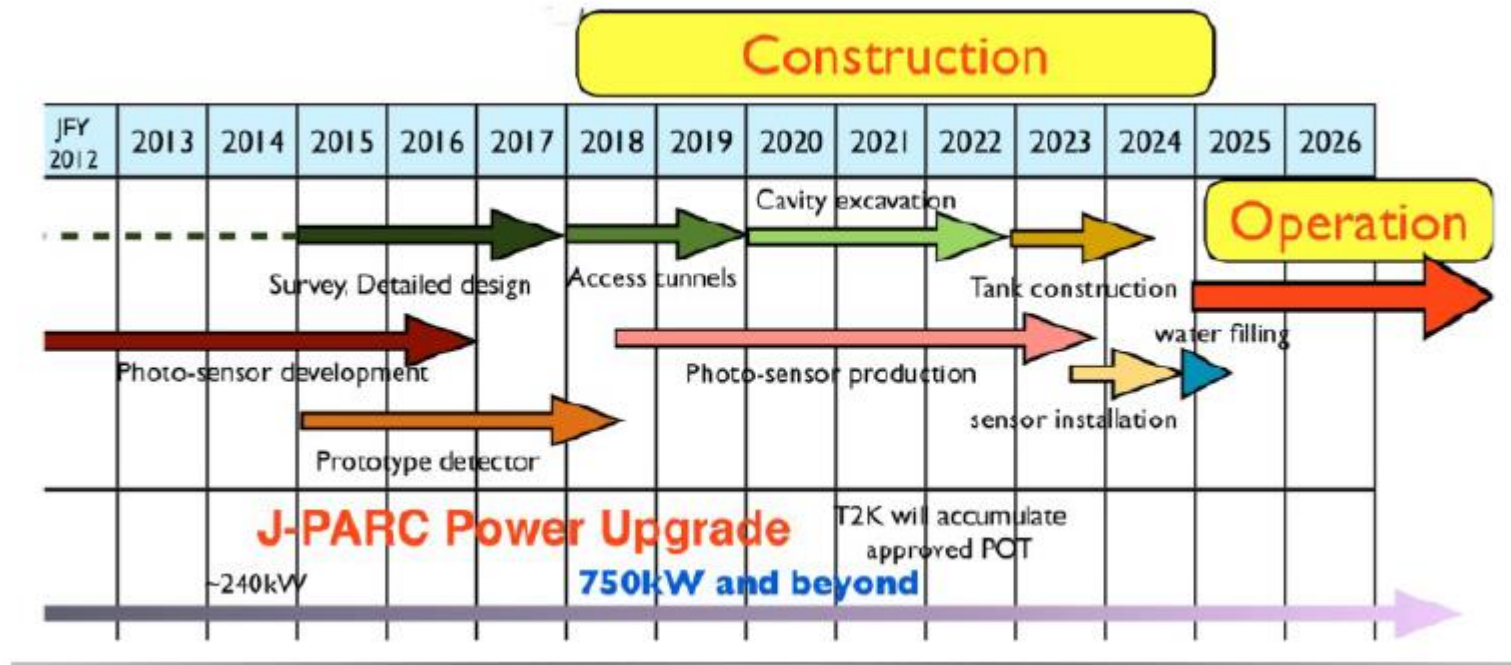 Construction
JFY 2012 2013 2014 2015 2016 2017 2018 2019 2020 2021 2022 2023 2024 2025 2026
Cavity excavation
Operation
Survey, Detailed design
Access tunnels
Tank construction
water filling
Photo-sensor development
Photo-sensor production
sensor installation
Prototype detector
J-PARC Power Upgrade
T2K will accumulate
approved POT
~240kW
750kW and beyond